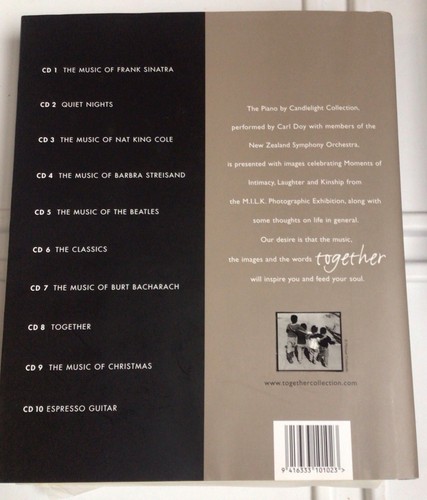 CD 1 THE MUSIC OF FRANK SINATRA
CD 2 QUIET NIGHTS
CD 3 THE MUSIC OF NAT KING COLE
CD 4 THE MUSIC OF BARBRA STREISAND
CD 5 THE MUSIC OF THE BEATLES
CD 6 THE CLASSICS
CD 7 THE MUSIC OF BURT BACHARACH
CD 8 TOGETHER
CD 9 THE MUSIC OF CHRISTMAS
CD 10 ESPRESSO GUITAR
The Piano by Candlelight Collection,
performed by Carl Doy with members of the
New Zealand Symphony Orchestra,
is presented with images celebrating Moments of
Intimacy, Laughter and Kinship from
the M.I.L.K. Photographic Exhibition, along with
some thoughts on life in general.
Our desire is that the music,
the images and the words together
will inspire you and feed your soul.
www.togethercollection.com
9 416333 101023 >